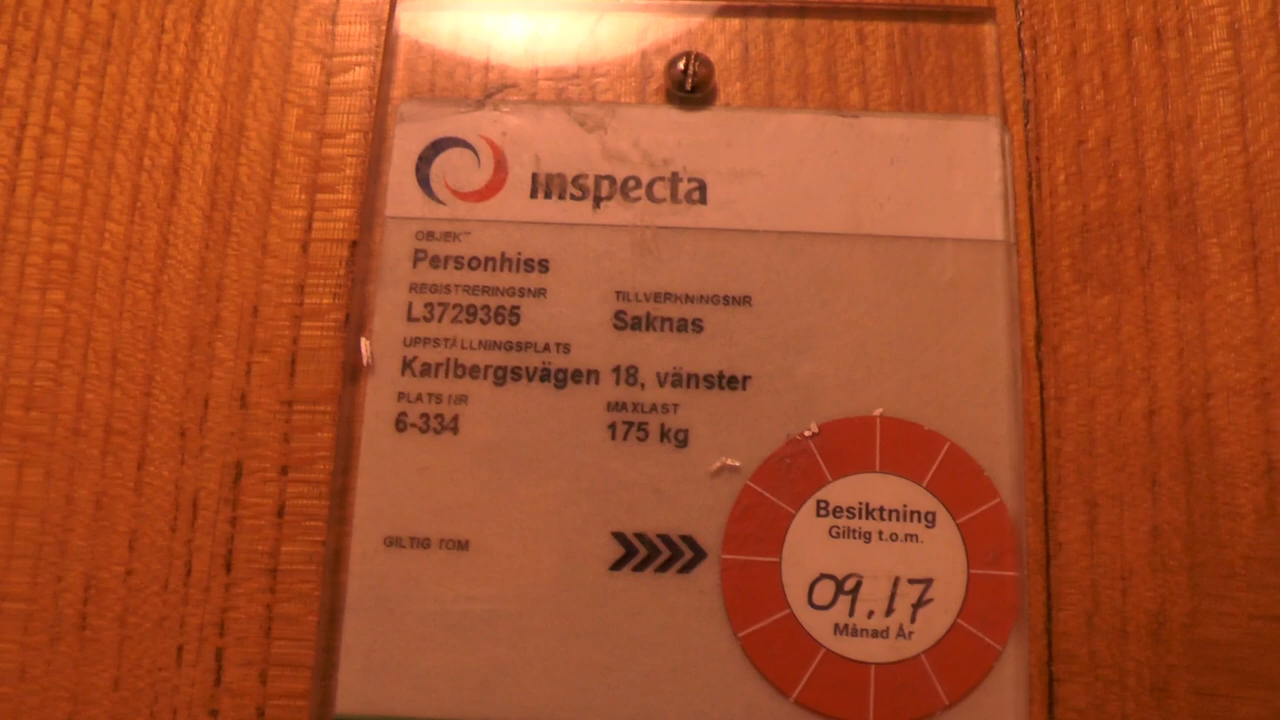 inspecta
OBJEKT
Personhiss
REGISTRERINGSNR
L3729365
TILLVERKNINGSNR
Saknas
UPPSTÄLLNINGSPLATS
Karlbergsvägen 18, vänster
PLATS NR
6-334
MAXLAST
175 kg
GILTIG TOM
Besiktning
Giltig t.o.m.
09.17
Månad År